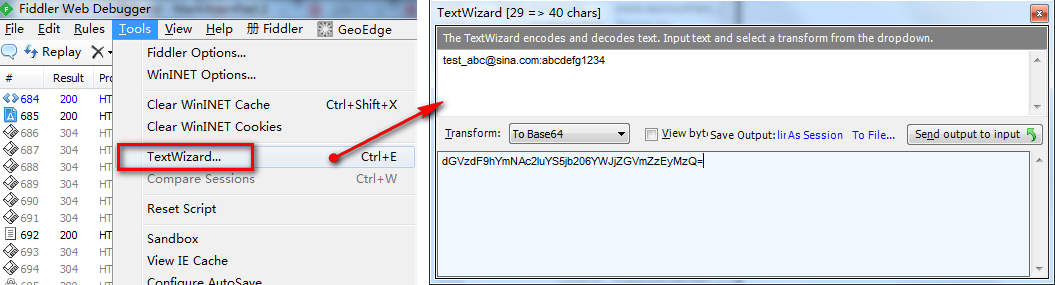 Fiddler Web Debugger
File Edit Rules Tools View Help 册 Fiddler GeoEdge
Replay
# Result
684 200 HT
685 200 HT
686 304 HT
687 304 HT
688 304 HT
689 304 HT
690 304 HT
691 304 HT
692 200 HT
693 304 HT
694 304 HT
Fiddler Options...
WinINET Options...
Clear WinINET Cache Ctrl+Shift+X
Clear WinINET Cookies
TextWizard... Ctrl+E
Compare Sessions Ctrl+W
Reset Script
Sandbox
View IE Cache
Configure AutoSave
TextWizard [29 => 40 chars]
The TextWizard encodes and decodes text. Input text and select a transform from the dropdown.
test_abc@sina.com:abcdefg1234
Transform: To Base64 View byt Save Output: As Session To File... Send output to input
dGVzdF9hYmNAc2luYS5jb206YWJjZGVmZzEyMzQ=